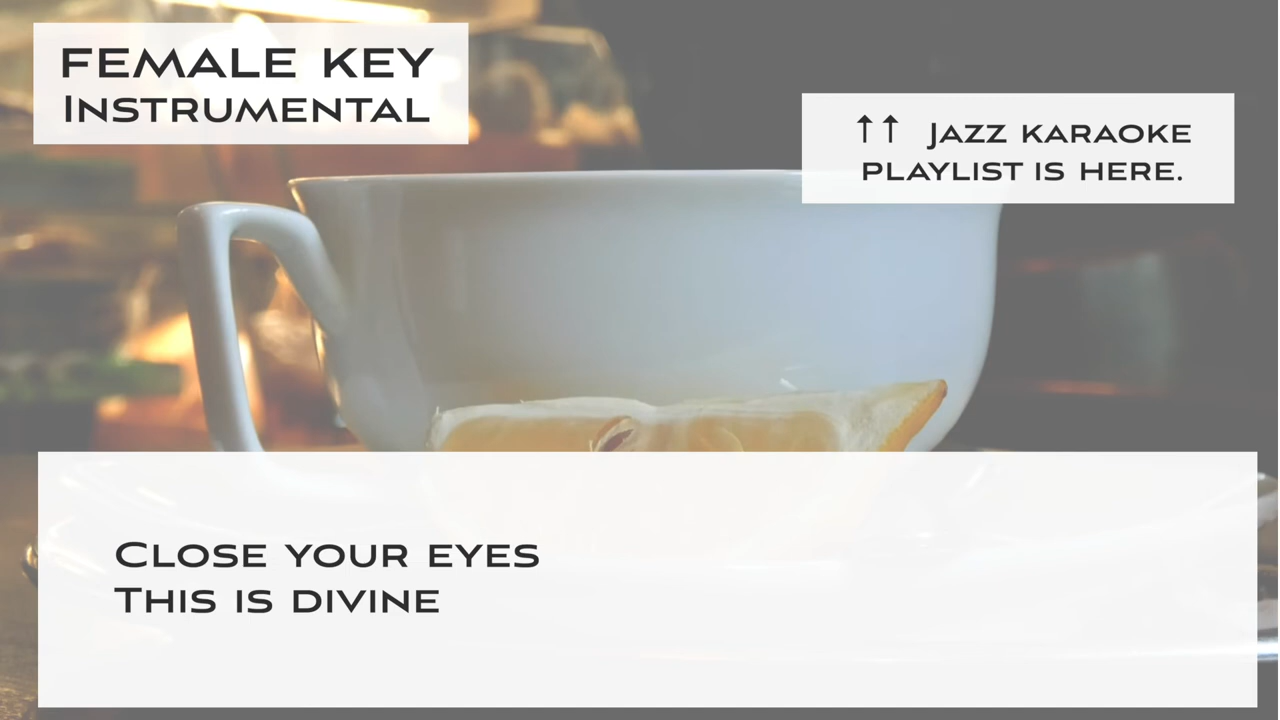 FEMALE KEY
INSTRUMENTAL
↑↑ JAZZ KARAOKE
PLAYLIST IS HERE.
CLOSE YOUR EYES
THIS IS DIVINE